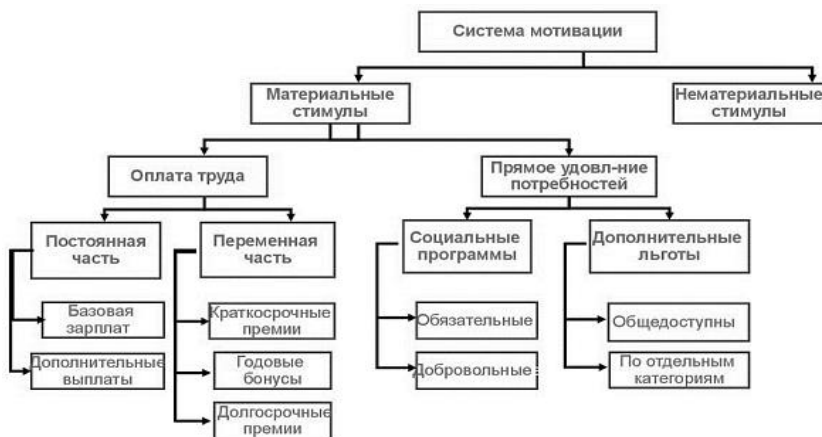 Система мотивации
Материальные
стимулы
Нематериальные
стимулы
Оплата труда
Прямое удовл-ние
потребностей
Постоянная
часть
Переменная
часть
Социальные
программы
Дополнительные
льготы
Базовая
зарплат
Дополнительные
выплаты
Краткосрочные
премии
Годовые
бонусы
Долгосрочные
премии
Обязательные
Добровольные
Общедоступны
По отдельным
категориям